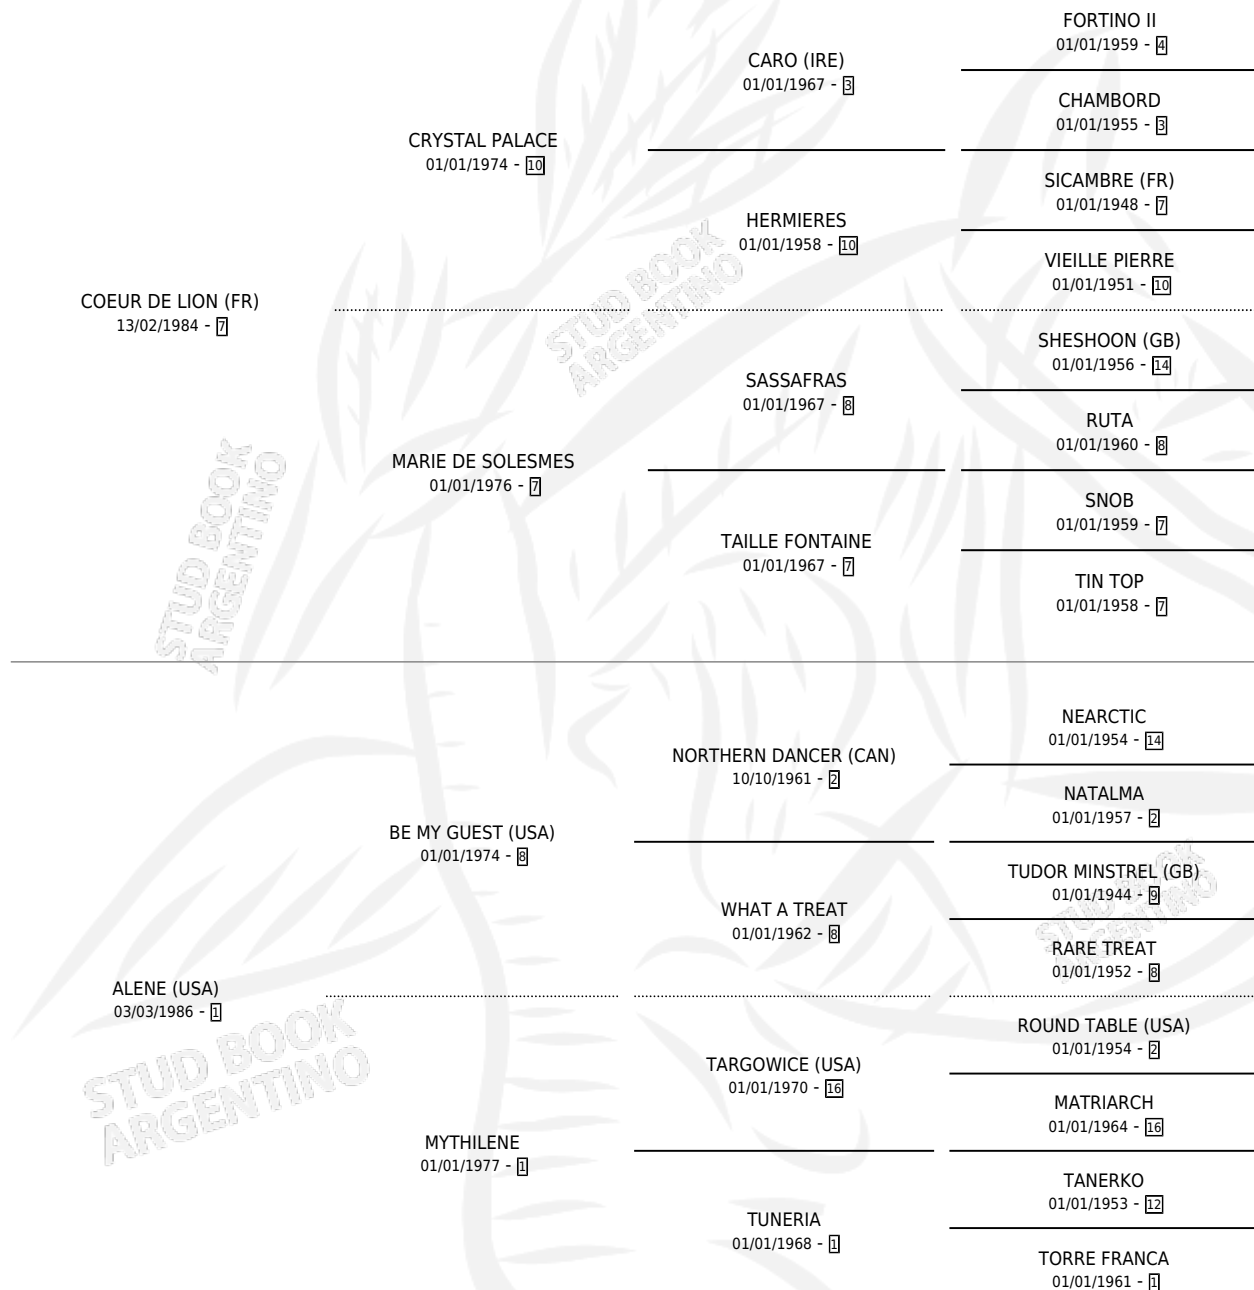 FORTINO II
01/01/1959 - 4
CARO (IRE)
01/01/1967 - 3
CHAMBORD
01/01/1955 - 3
CRYSTAL PALACE
01/01/1974 - 10
SICAMBRE (FR)
01/01/1948 - 7
HERMIERES
01/01/1958 - 10
VIEILLE PIERRE
01/01/1951 - 10
COEUR DE LION (FR)
13/02/1984 - 7
STUD BOOK
ARGENTINO
SHESHOON (GB)
01/01/1956 - 14
SASSAFRAS
01/01/1967 - 8
RUTA
01/01/1960 - 8
MARIE DE SOLESMES
01/01/1976 - 7
SNOB
01/01/1959 - 7
TAILLE FONTAINE
01/01/1967 - 7
TIN TOP
01/01/1958 - 7
STUD BOOK
ARGENTINO
NEARCTIC
01/01/1954 - 14
NORTHERN DANCER (CAN)
10/10/1961 - 2
NATALMA
01/01/1957 - 2
BE MY GUEST (USA)
01/01/1974 - 8
TUDOR MINSTREL (GB)
01/01/1944 - 9
WHAT A TREAT
01/01/1962 - 8
STUD BOOK
ARGENTINO
RARE TREAT
01/01/1952 - 8
ALENE (USA)
03/03/1986 - 1
ROUND TABLE (USA)
01/01/1954 - 2
TARGOWICE (USA)
01/01/1970 - 16
STUD BOOK
ARGENTINO
MATRIARCH
01/01/1964 - 16
MYTHILENE
01/01/1977 - 1
TANERKO
01/01/1953 - 12
TUNERIA
01/01/1968 - 1
TORRE FRANCA
01/01/1961 - 1